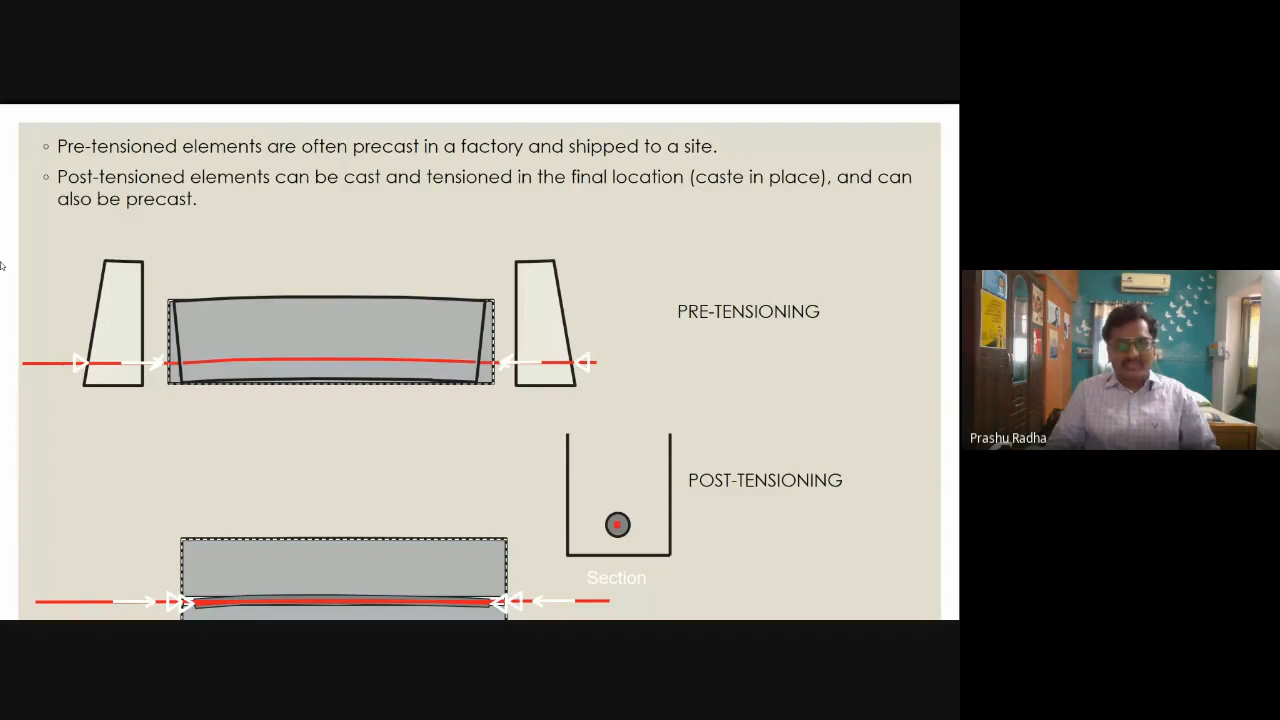 Pre-tensioned elements are often precast in a factory and shipped to a site.
Post-tensioned elements can be cast and tensioned in the final location (caste in place), and can
also be precast.
PRE-TENSIONING
POST-TENSIONING
Section
Prashu Radha